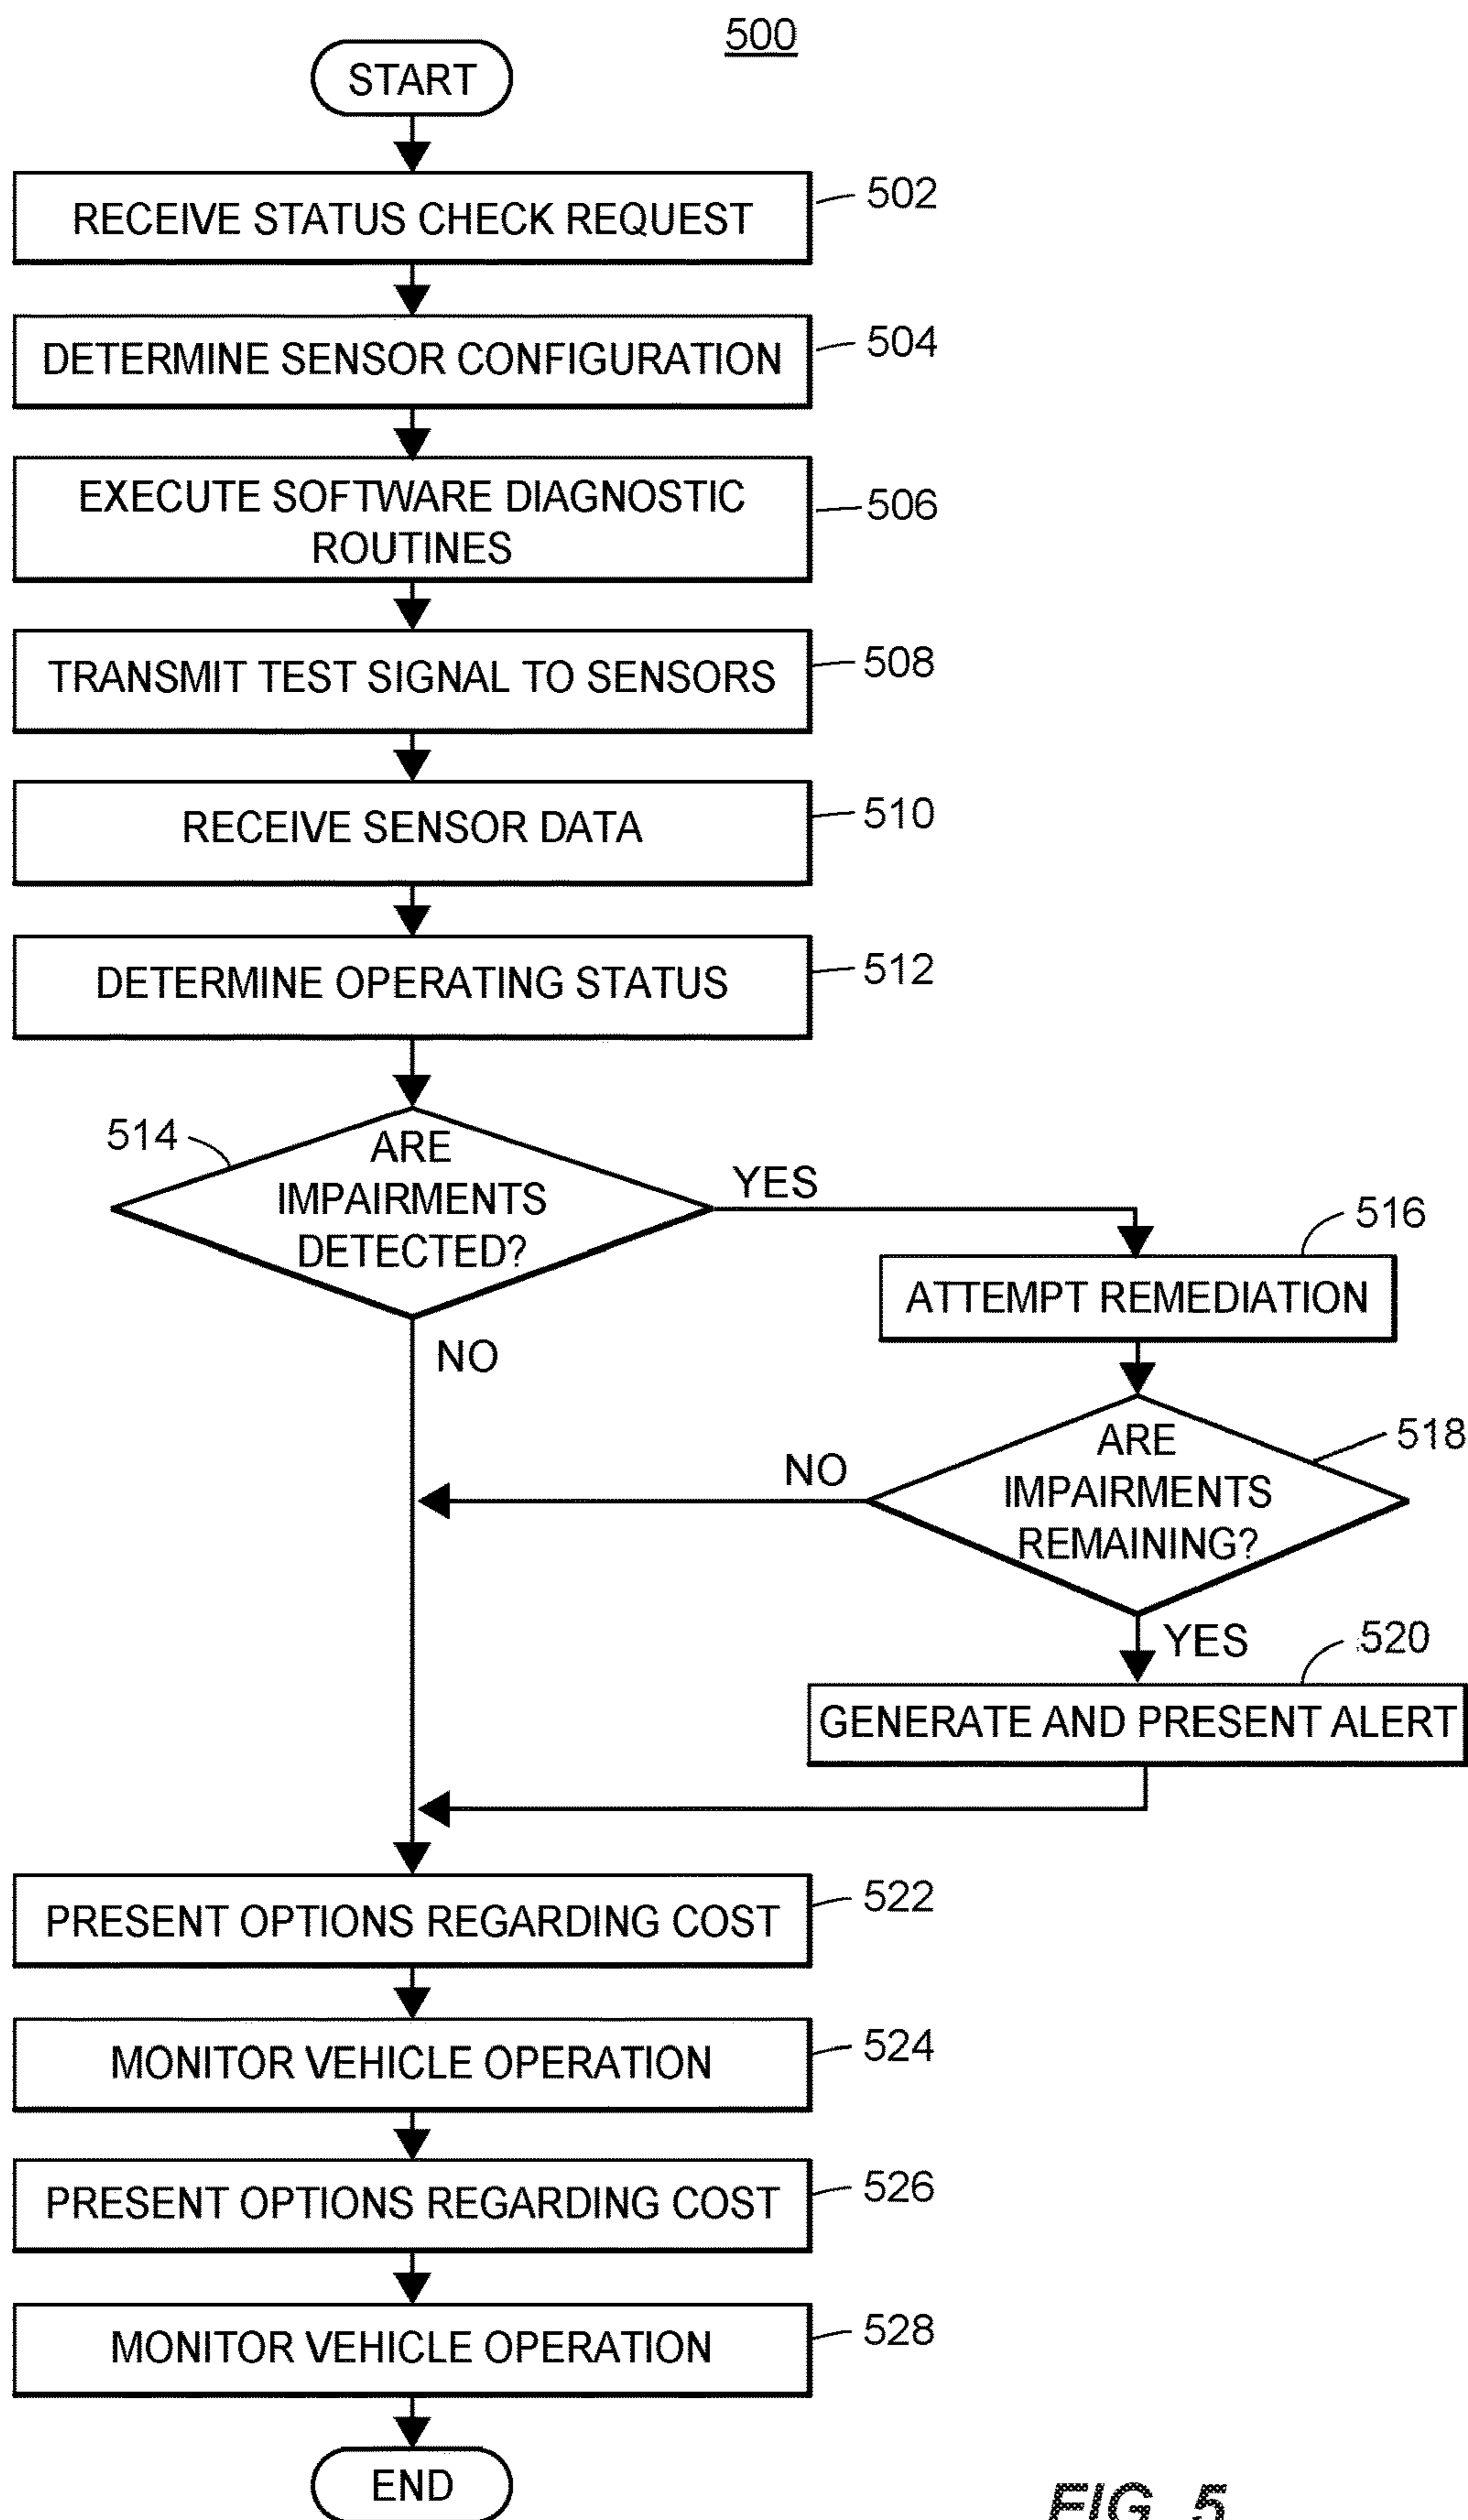 500
START
RECEIVE STATUS CHECK REQUEST
502
DETERMINE SENSOR CONFIGURATION
504
EXECUTE SOFTWARE DIAGNOSTIC
ROUTINES
506
TRANSMIT TEST SIGNAL TO SENSORS
508
RECEIVE SENSOR DATA
510
DETERMINE OPERATING STATUS
512
514
ARE
IMPAIRMENTS
DETECTED?
YES
NO
516
ATTEMPT REMEDIATION
518
ARE
IMPAIRMENTS
REMAINING?
NO
YES
520
GENERATE AND PRESENT ALERT
PRESENT OPTIONS REGARDING COST
522
MONITOR VEHICLE OPERATION
524
PRESENT OPTIONS REGARDING COST
526
MONITOR VEHICLE OPERATION
528
END
FIG. 5